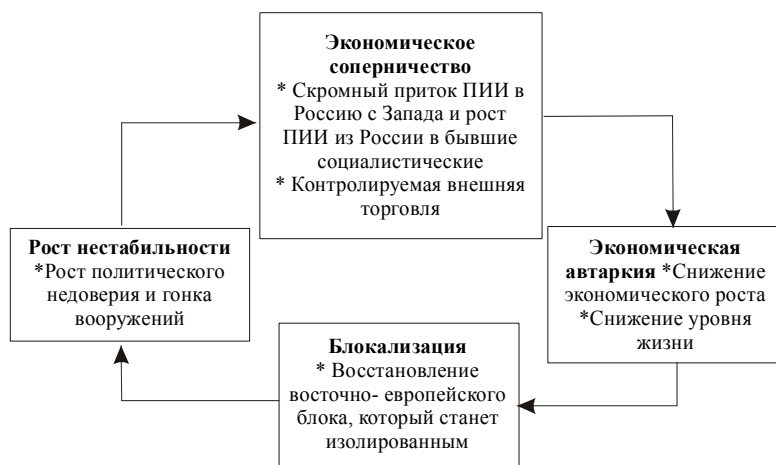 Экономическое
соперничество
* Скромный приток ПИИ в
Россию с Запада и рост
ПИИ из России в бывшие
социалистические
* Контролируемая внешняя
торговля
Рост нестабильности
*Рост политического
недоверия и гонка
вооружений
Экономическая
автаркия *Снижение
экономического роста
*Снижение уровня
жизни
Блокализация
* Восстановление
восточно- европейского
блока, который станет
изолированным